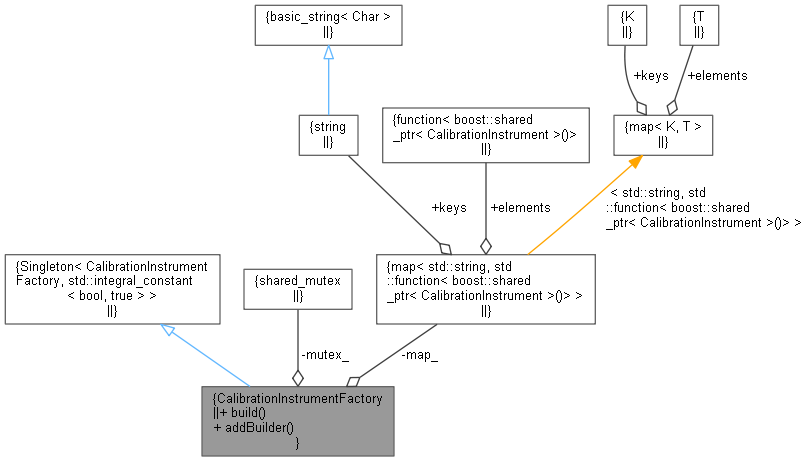 {basic_string< Char >
||}
{K
||}
{T
||}
+keys
+elements
{string
||}
{function< boost::shared
_ptr< CalibrationInstrument >()>
||}
{map< K, T >
||}
+keys
+elements
< std::string, std
::function< boost::shared
_ptr< CalibrationInstrument >()> >
{Singleton< CalibrationInstrument
Factory, std::integral_constant
< bool, true > >
||}
{shared_mutex
||}
{map< std::string, std
::function< boost::shared
_ptr< CalibrationInstrument >()> >
||}
-mutex_
-map_
{CalibrationInstrumentFactory
||+ build()
+ addBuilder()
}